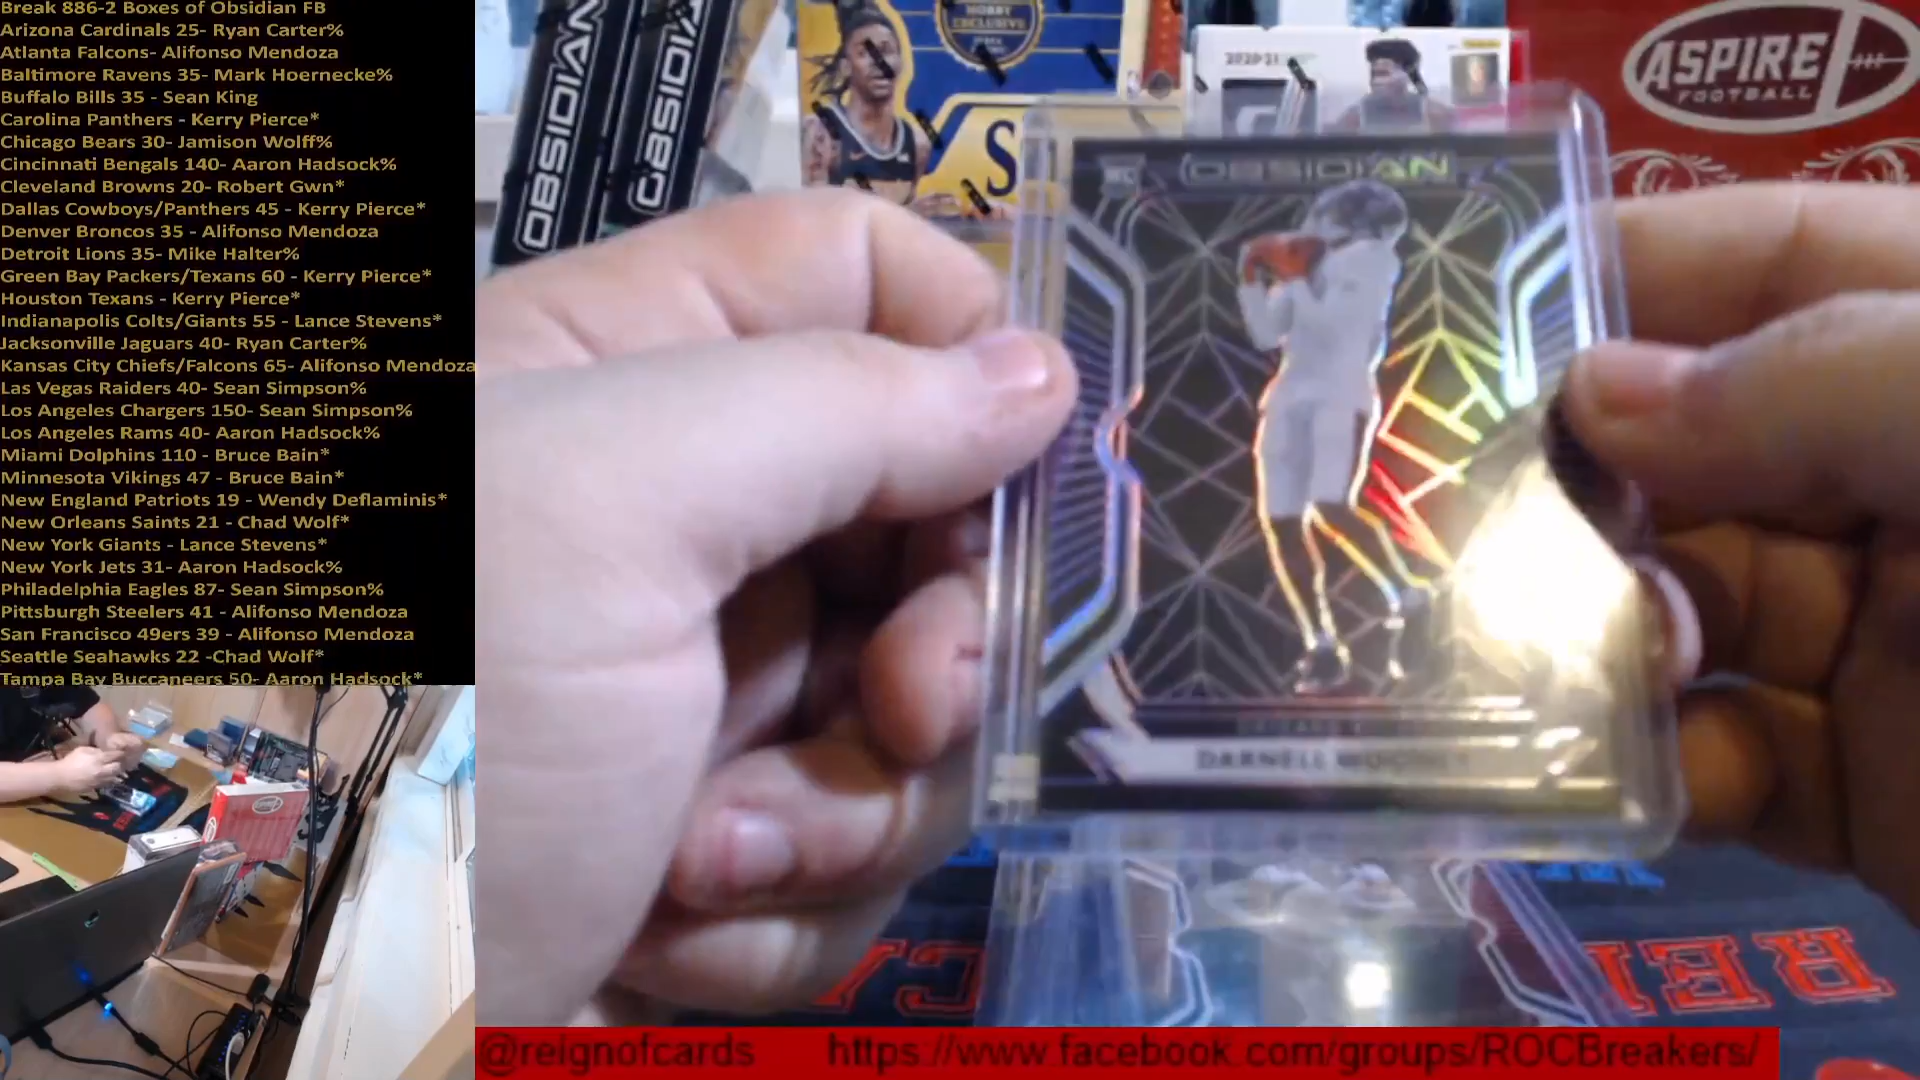 Break 886-2 Boxes of Obsidian FB
Arizona Cardinals 25- Ryan Carter%
Atlanta Falcons- Alifonso Mendoza
Baltimore Ravens 35- Mark Hoernecke%
Buffalo Bills 35 - Sean King
Carolina Panthers - Kerry Pierce*
Chicago Bears 30- Jamison Wolff%
Cincinnati Bengals 140- Aaron Hadsock%
Cleveland Browns 20- Robert Gwn*
Dallas Cowboys/Panthers 45 - Kerry Pierce*
Denver Broncos 35 - Alifonso Mendoza
Detroit Lions 35- Mike Halter%
Green Bay Packers/Texans 60 - Kerry Pierce*
Houston Texans - Kerry Pierce*
Indianapolis Colts/Giants 55 - Lance Stevens*
Jacksonville Jaguars 40- Ryan Carter%
Kansas City Chiefs/Falcons 65- Alifonso Mendoza
Las Vegas Raiders 40- Sean Simpson%
Los Angeles Chargers 150- Sean Simpson%
Los Angeles Rams 40- Aaron Hadsock%
Miami Dolphins 110 - Bruce Bain*
Minnesota Vikings 47 - Bruce Bain*
New England Patriots 19 - Wendy Deflaminis*
New Orleans Saints 21 - Chad Wolf*
New York Giants - Lance Stevens*
New York Jets 31- Aaron Hadsock%
Philadelphia Eagles 87- Sean Simpson%
Pittsburgh Steelers 41 - Alifonso Mendoza
San Francisco 49ers 39 - Alifonso Mendoza
Seattle Seahawks 22 -Chad Wolf*
Tampa Bay Buccaneers 50- Aaron Hadsock*
OBSIDIAN
OBSIDIA
HOBBY
EXCLUSIVE
S
2020-21
ASPIRE
FOOTBALL
RC
OBSIDIAN
DARNELL MOONEY
REI
@reignofcards
https://www.facebook.com/groups/ROCBreakers/